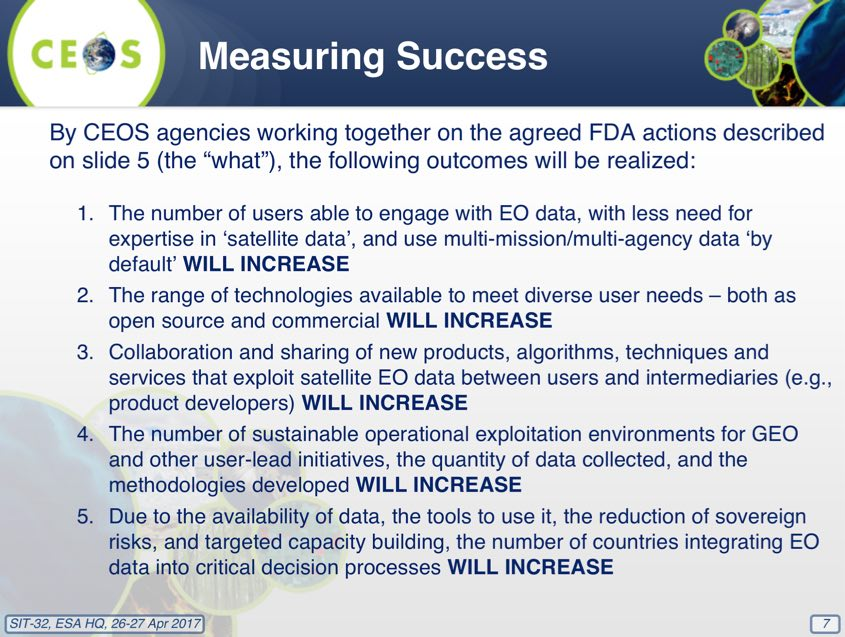 CEOS
Measuring Success
By CEOS agencies working together on the agreed FDA actions described
on slide 5 (the “what”), the following outcomes will be realized:
1. The number of users able to engage with EO data, with less need for
expertise in ‘satellite data’, and use multi-mission/multi-agency data ‘by
default’ WILL INCREASE
2. The range of technologies available to meet diverse user needs – both as
open source and commercial WILL INCREASE
3. Collaboration and sharing of new products, algorithms, techniques and
services that exploit satellite EO data between users and intermediaries (e.g.,
product developers) WILL INCREASE
4. The number of sustainable operational exploitation environments for GEO
and other user-lead initiatives, the quantity of data collected, and the
methodologies developed WILL INCREASE
5. Due to the availability of data, the tools to use it, the reduction of sovereign
risks, and targeted capacity building, the number of countries integrating EO
data into critical decision processes WILL INCREASE
SIT-32, ESA HQ, 26-27 Apr 2017
7